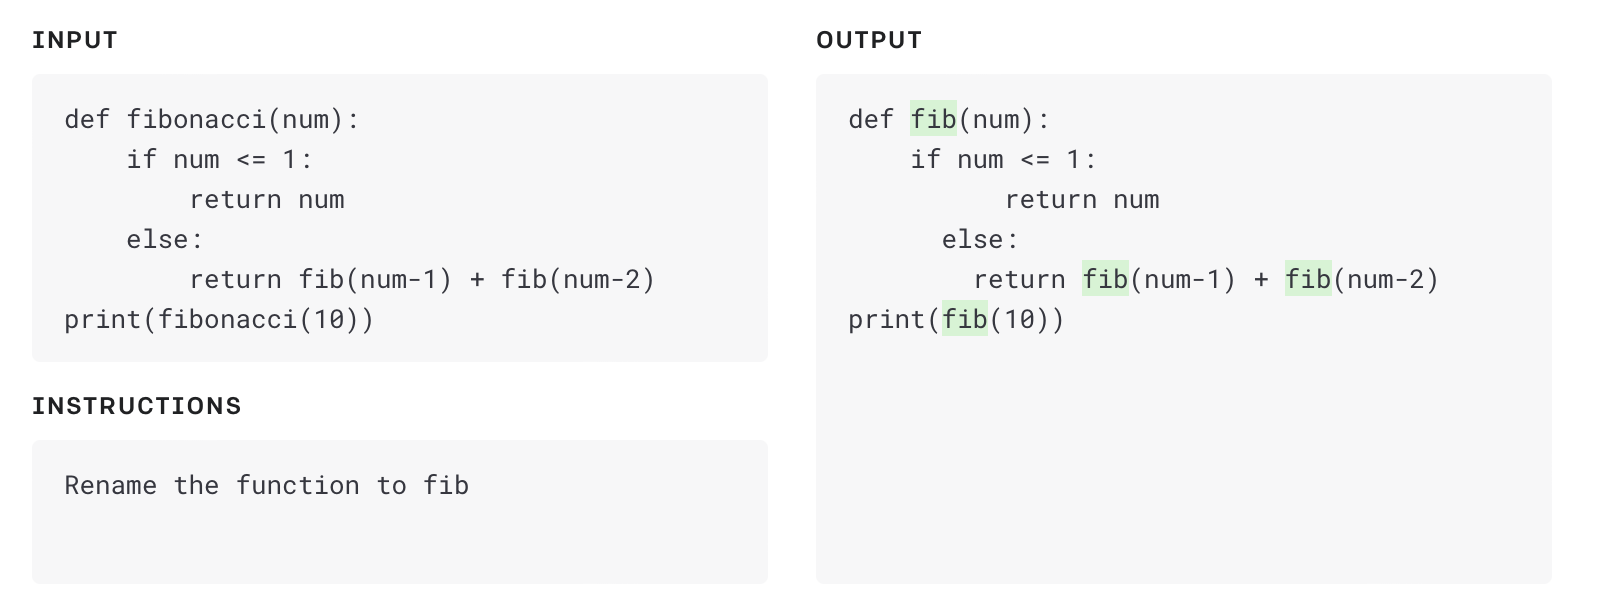 INPUT
def fibonacci(num):
    if num <= 1:
        return num
    else:
        return fib(num-1) + fib(num-2)
print(fibonacci(10))
INSTRUCTIONS
Rename the function to fib
OUTPUT
def fib(num):
    if num <= 1:
          return num
      else:
        return fib(num-1) + fib(num-2)
print(fib(10))